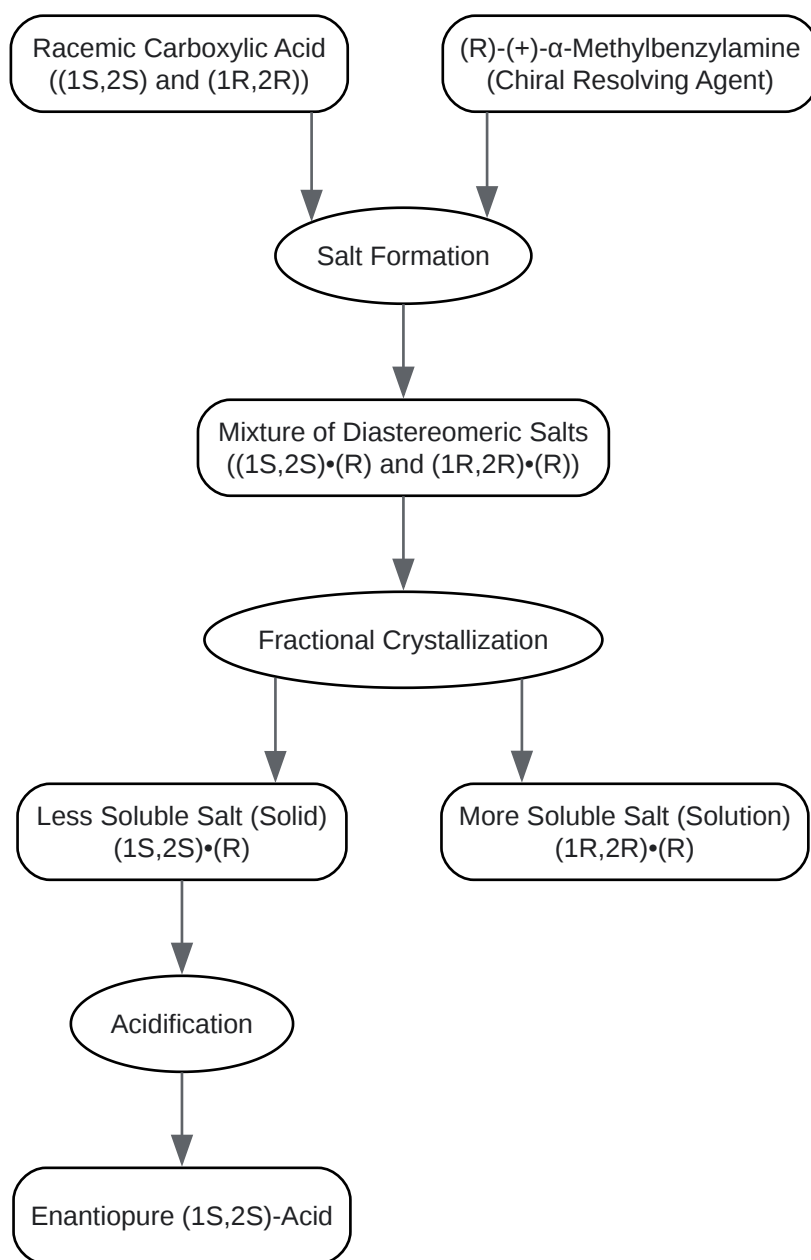 Racemic Carboxylic Acid
((1S,2S) and (1R,2R))
(R)-(+)-α-Methylbenzylamine
(Chiral Resolving Agent)
Salt Formation
Mixture of Diastereomeric Salts
((1S,2S)•(R) and (1R,2R)•(R))
Fractional Crystallization
Less Soluble Salt (Solid)
(1S,2S)•(R)
More Soluble Salt (Solution)
(1R,2R)•(R)
Acidification
Enantiopure (1S,2S)-Acid